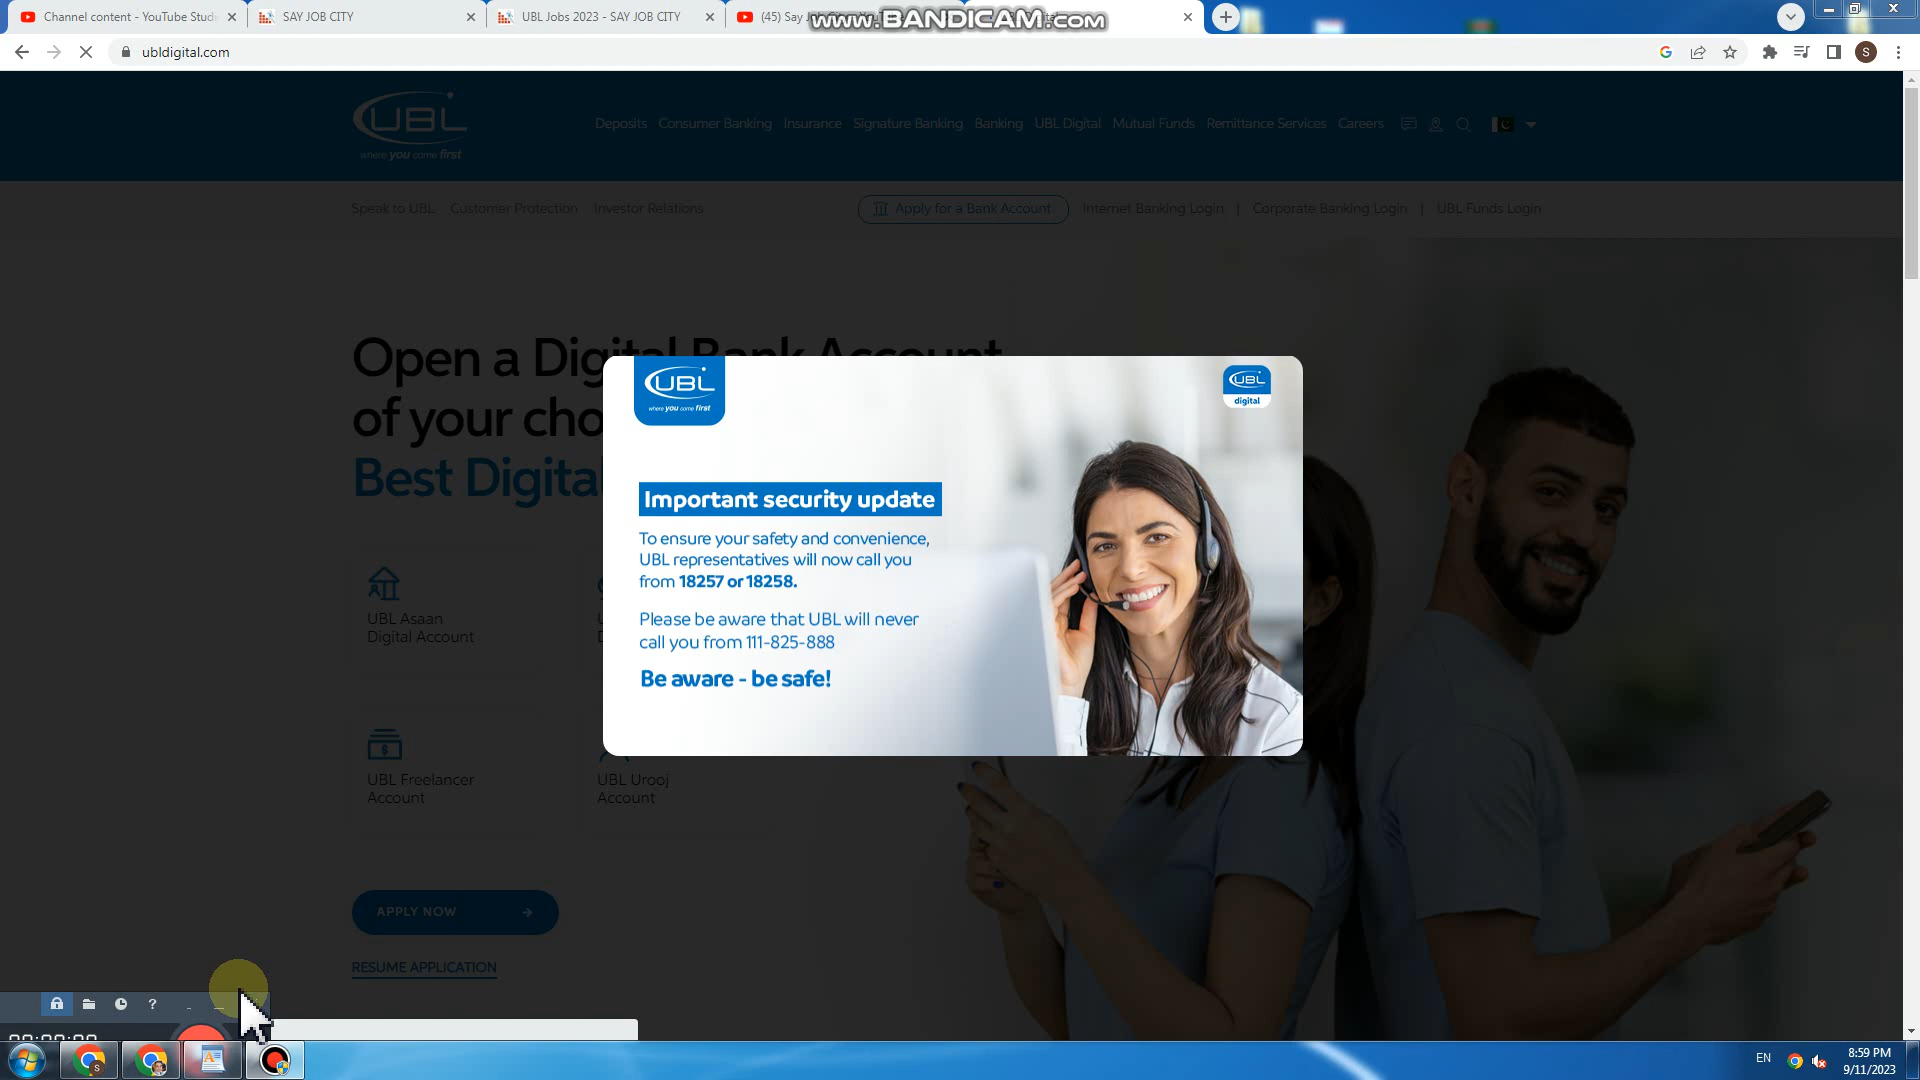 Channel content - YouTube Stud
SAY JOB CITY
UBL Jobs 2023 - SAY JOB CITY
(45) Say
www.BANDICAM.com
ubldigital.com
S
UBL
where you come first
Deposits Consumer Banking Insurance Signature Banking Banking UBL Digital Mutual Funds Remittance Services Careers
Speak to UBL Customer Protection Investor Relations
Apply for a Bank Account Internet Banking Login | Corporate Banking Login | UBL Funds Login
Open a Digital Bank Account
of your cho
Best Digita
UBL Asaan
Digital Account
UBL Freelancer
Account
UBL Urooj
Account
APPLY NOW
RESUME APPLICATION
UBL
where you come first
UBL
digital
Important security update
To ensure your safety and convenience,
UBL representatives will now call you
from 18257 or 18258.
Please be aware that UBL will never
call you from 111-825-888
Be aware - be safe!
?
EN
8:59 PM
9/11/2023